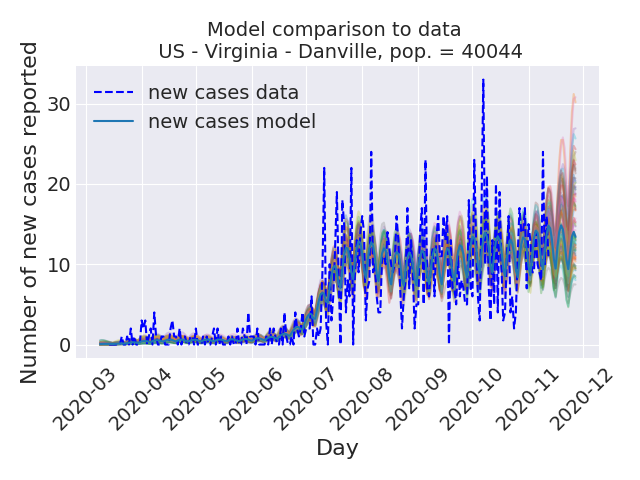 Model comparison to data
US - Virginia - Danville, pop. = 40044
Number of new cases reported
30
20
10
0
new cases data
new cases model
2020-03
2020-04
2020-05
2020-06
2020-07
2020-08
2020-09
2020-10
2020-11
2020-12
Day